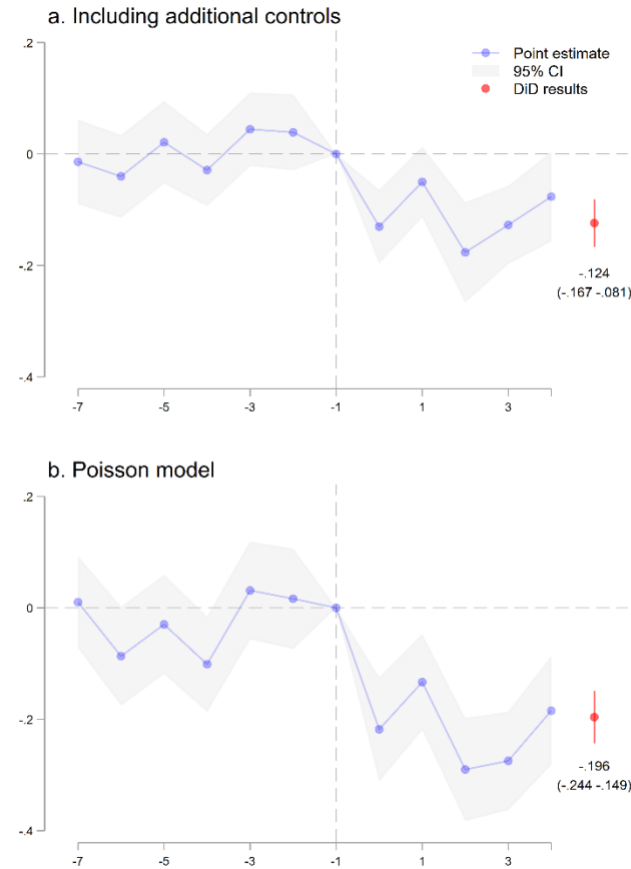 a. Including additional controls
.2
Point estimate
95% CI
DiD results
0
-.2
-.124
(-.167 -.081)
-.4
-7 -5 -3 -1 1 3
b. Poisson model
.2
0
-.2
-.196
(-.244 -.149)
-.4
-7 -5 -3 -1 1 3